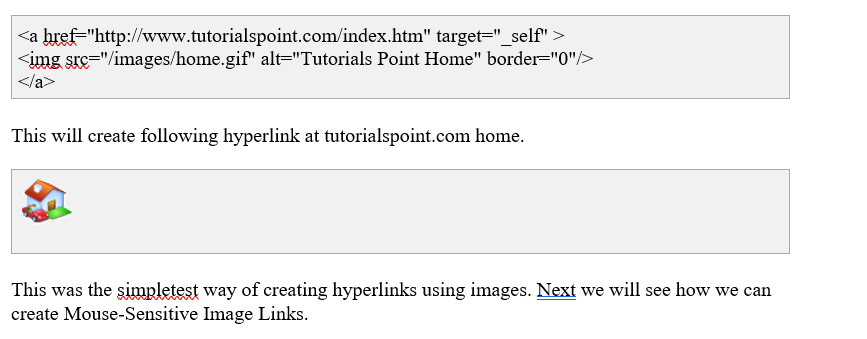 <a href="http://www.tutorialspoint.com/index.htm" target="_self" >
<img src="/images/home.gif" alt="Tutorials Point Home" border="0"/>
</a>
This will create following hyperlink at tutorialspoint.com home.
This was the simpletest way of creating hyperlinks using images. Next we will see how we can
create Mouse-Sensitive Image Links.